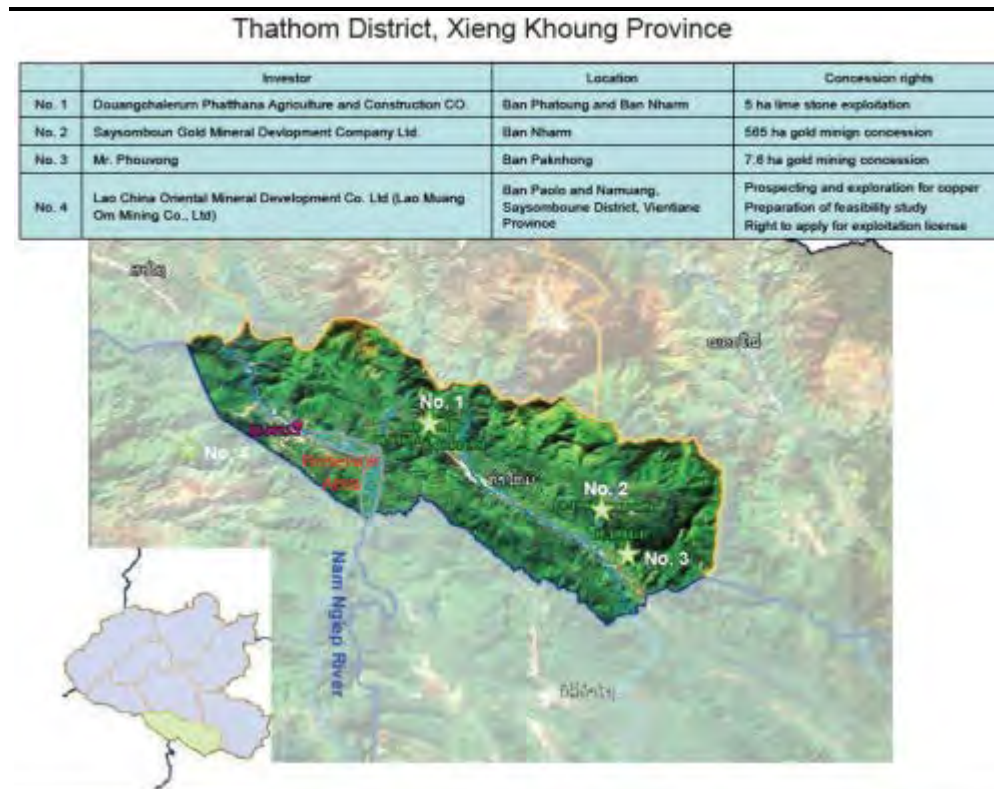 Thathom District, Xieng Khoung Province
Investor Location Concession rights
No. 1 Douangchalerurn Phatthana Agriculture and Construction CO. Ban Phatoung and Ban Nharm 5 ha lime stone exploitation
No. 2 Saysomboun Gold Mineral Devlopment Company Ltd. Ban Nharm 565 ha gold minign concession
No. 3 Mr. Phouvong Ban Paknhong 7.6 ha gold mining concession
No. 4 Lao China Oriental Mineral Development Co. Ltd (Lao Muang Om Mining Co., Ltd) Ban Paolo and Namuang, Saysomboune District, Vientiane Province Prospecting and exploration for copper
Preparation of feasibility study
Right to apply for exploitation license
No. 1
No. 4
Area
No. 2
No. 3
Nam Ngiep River